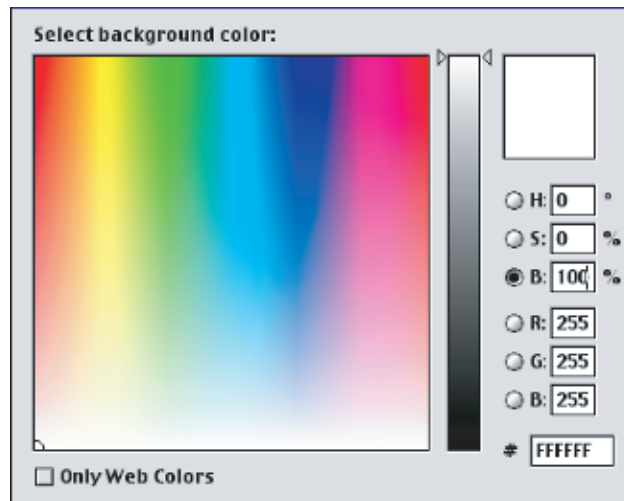 Select background color:
H: 0 °
S: 0 %
B: 100 %
R: 255
G: 255
B: 255
# FFFFFF
Only Web Colors